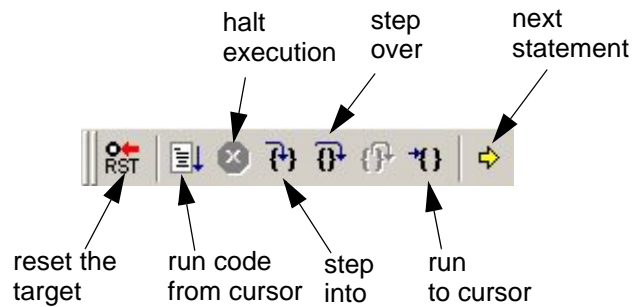 halt
execution
step
over
next
statement
RST
reset the
target
run code
from cursor
step
into
run
to cursor